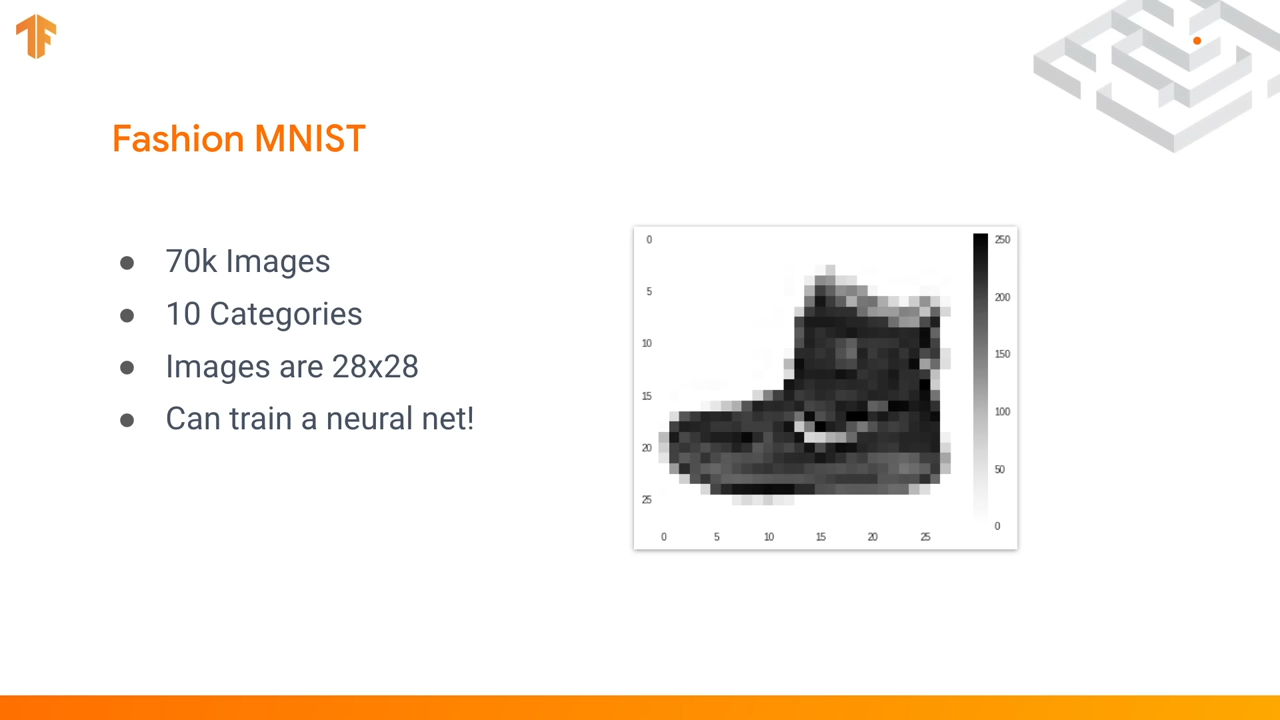 Fashion MNIST
● 70k Images
● 10 Categories
● Images are 28x28
● Can train a neural net!
0
5
10
15
20
25
0 5 10 15 20 25
250
200
150
100
50
0